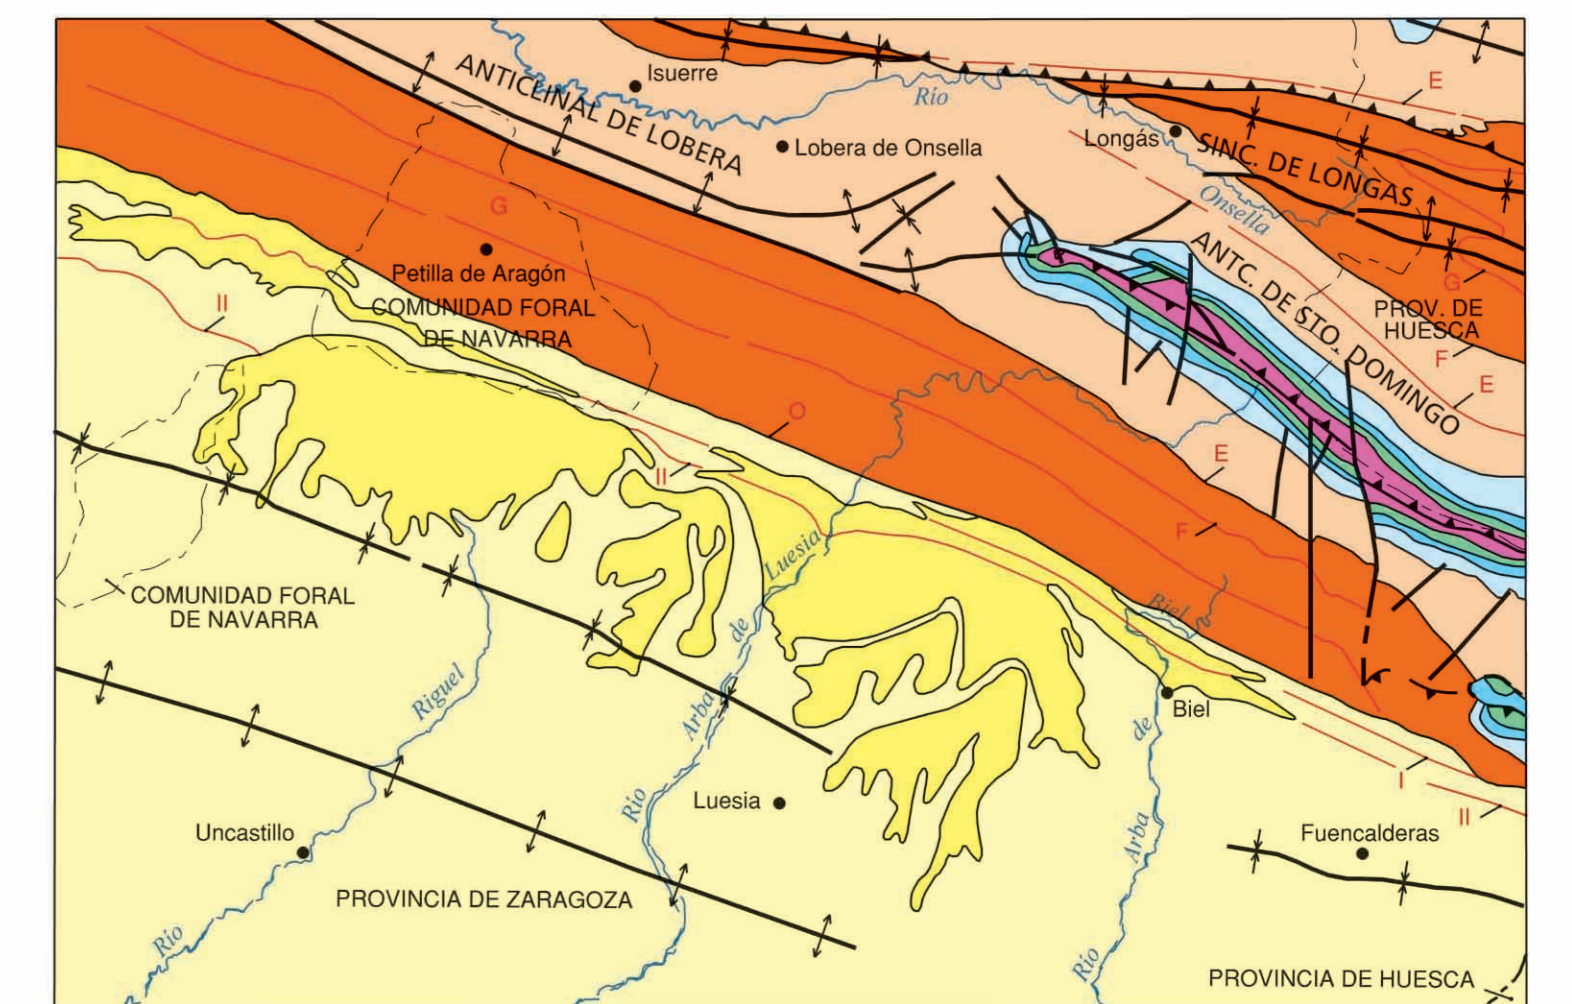 E
Isuerre
ANTICLINAL DE LOBERA
Río
Longás
SINC. DE LONGAS
Lobera de Onsella
Onsella
G
Petilla de Aragón
COMUNIDAD FORAL
DE NAVARRA
II
ANTC. DE STO. DOMINGO
G
PROV. DE
HUESCA
F
E
O
E
II
F
Luesia
de
Arba
Río
COMUNIDAD FORAL
DE NAVARRA
Riel
Riguel
Biel
de
Arba
Río
I
II
Luesia
Uncastillo
Fuencalderas
PROVINCIA DE ZARAGOZA
Río
PROVINCIA DE HUESCA